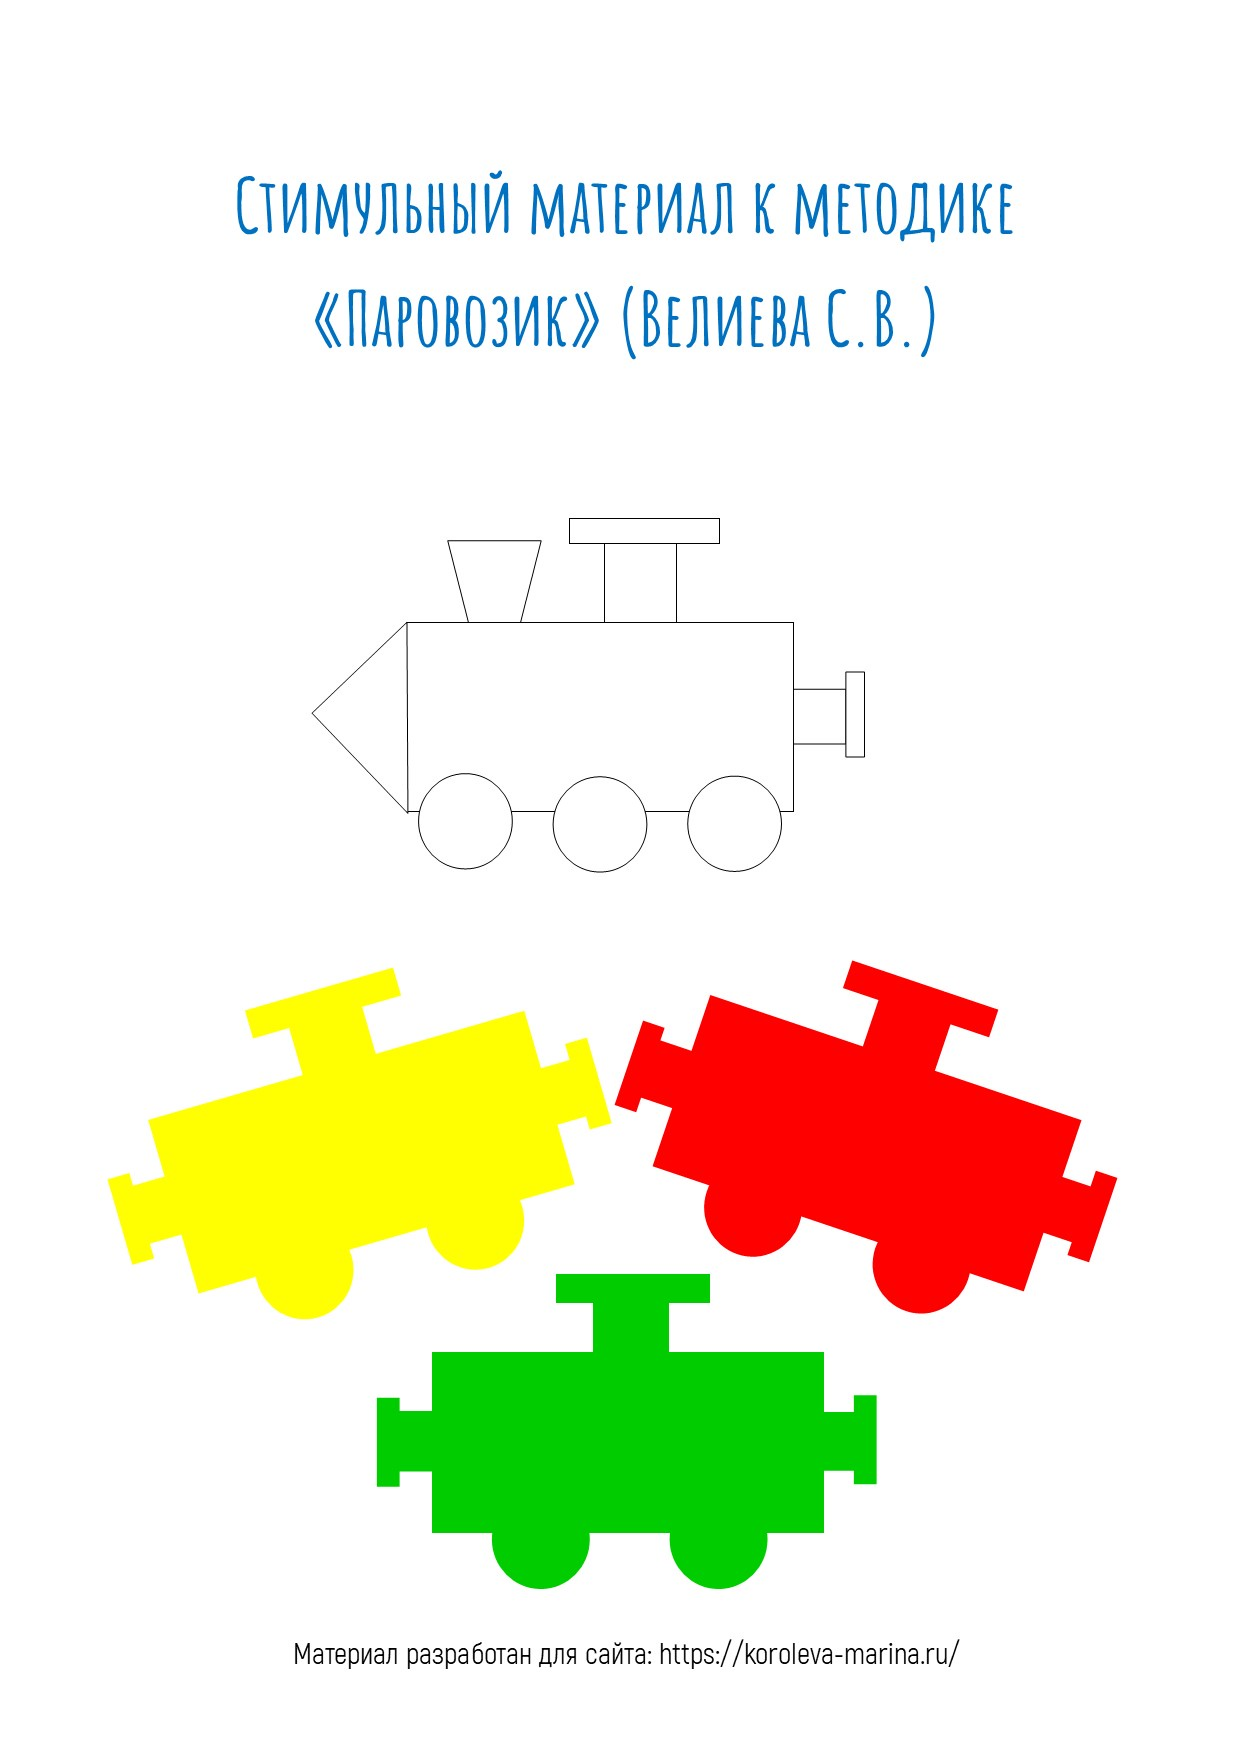 Стимульный материал к методике
«Паровозик» (Велиева С.В.)
Материал разработан для сайта: https://koroleva-marina.ru/